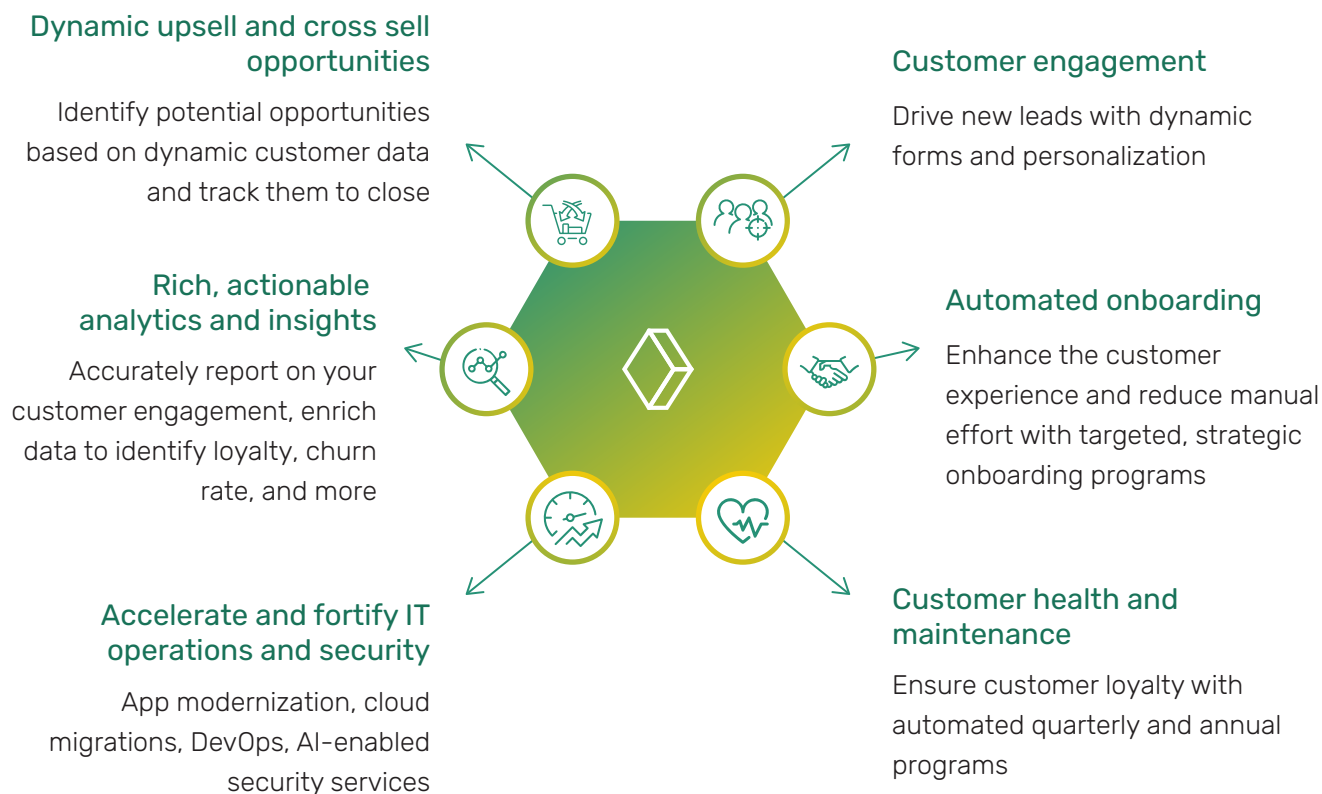 Dynamic upsell and cross sell
opportunities
Identify potential opportunities
based on dynamic customer data
and track them to close
Customer engagement
Drive new leads with dynamic
forms and personalization
Rich, actionable
analytics and insights
Accurately report on your
customer engagement, enrich
data to identify loyalty, churn
rate, and more
Automated onboarding
Enhance the customer
experience and reduce manual
effort with targeted, strategic
onboarding programs
Accelerate and fortify IT
operations and security
App modernization, cloud
migrations, DevOps, AI-enabled
security services
Customer health and
maintenance
Ensure customer loyalty with
automated quarterly and annual
programs